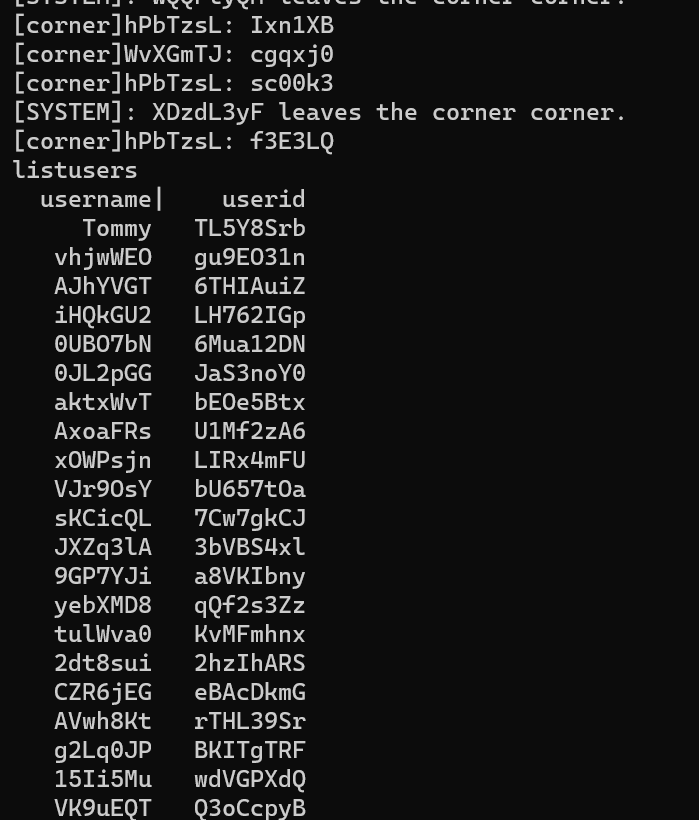 [corner]hPbTzsL: Ixn1XB
[corner]WvXGmTJ: cgqxj0
[corner]hPbTzsL: sc00k3
[SYSTEM]: XDzdL3yF leaves the corner corner.
[corner]hPbTzsL: f3E3LQ
listusers
username| userid
Tommy TL5Y8Srb
vhjwWEO gu9EO31n
AJhYVGT 6THIAuiZ
iHQkGU2 LH762IGp
0UBO7bN 6Mua12DN
0JL2pGG JaS3noY0
aktxWvT bEOe5Btx
AxoaFRs U1Mf2zA6
xOWPsjn LIRx4mFU
VJr9OsY bU657tOa
sKCicQL 7Cw7gkCJ
JXZq3lA 3bVBS4xl
9GP7YJi a8VKIbny
yebXMD8 qQf2s3Zz
tulWva0 KvMFmhnx
2dt8sui 2hzIhARS
CZR6jEG eBAcDkmG
AVwh8Kt rTHL39Sr
g2Lq0JP BKITgTRF
15Ii5Mu wdVGPXdQ
VK9uEQT Q3oCcpyB